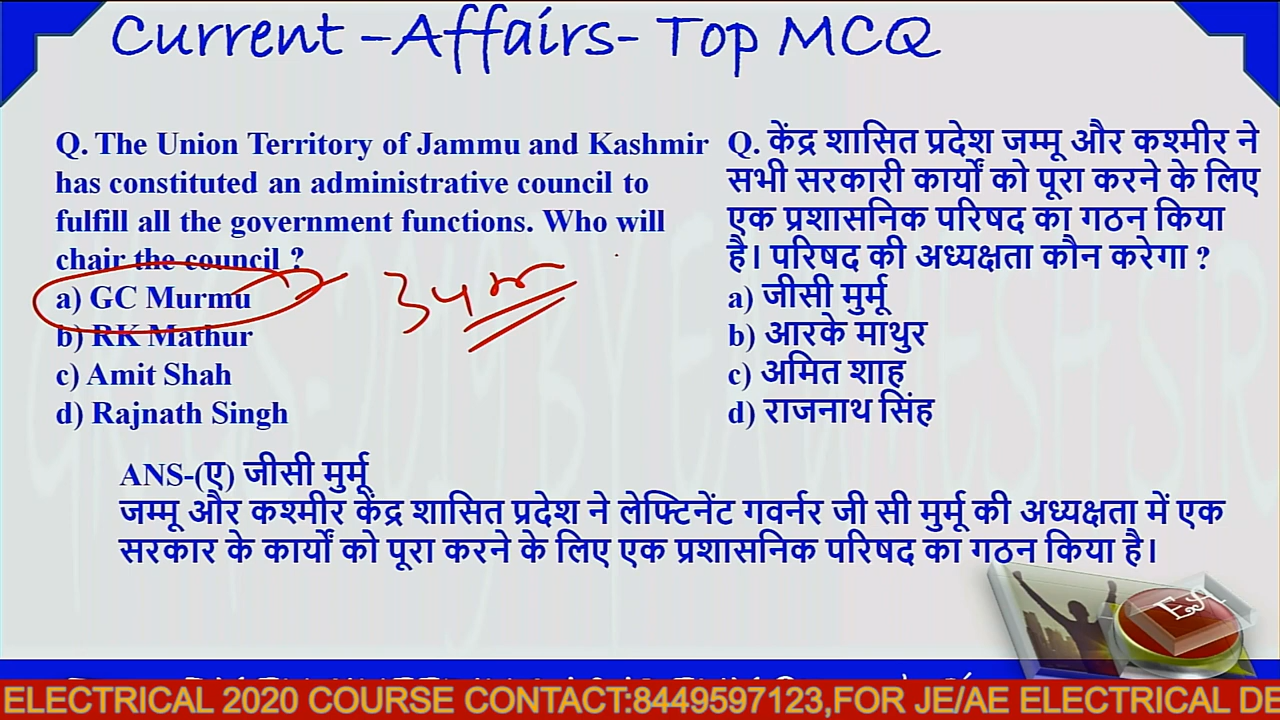 Current -Affairs- Top MCQ
Q. The Union Territory of Jammu and Kashmir
has constituted an administrative council to
fulfill all the government functions. Who will
chair the council ?
a) GC Murmu
b) RK Mathur
c) Amit Shah
d) Rajnath Singh
Q. केंद्र शासित प्रदेश जम्मू और कश्मीर ने
सभी सरकारी कार्यों को पूरा करने के लिए
एक प्रशासनिक परिषद का गठन किया
है। परिषद की अध्यक्षता कौन करेगा ?
a) जीसी मुर्मू
b) आरके माथुर
c) अमित शाह
d) राजनाथ सिंह
ANS-(ए) जीसी मुर्मू
जम्मू और कश्मीर केंद्र शासित प्रदेश ने लेफ्टिनेंट गवर्नर जी सी मुर्मू की अध्यक्षता में एक
सरकार के कार्यों को पूरा करने के लिए एक प्रशासनिक परिषद का गठन किया है।
EA
ELECTRICAL 2020 COURSE CONTACT:8449597123,FOR JE/AE ELECTRICAL DE